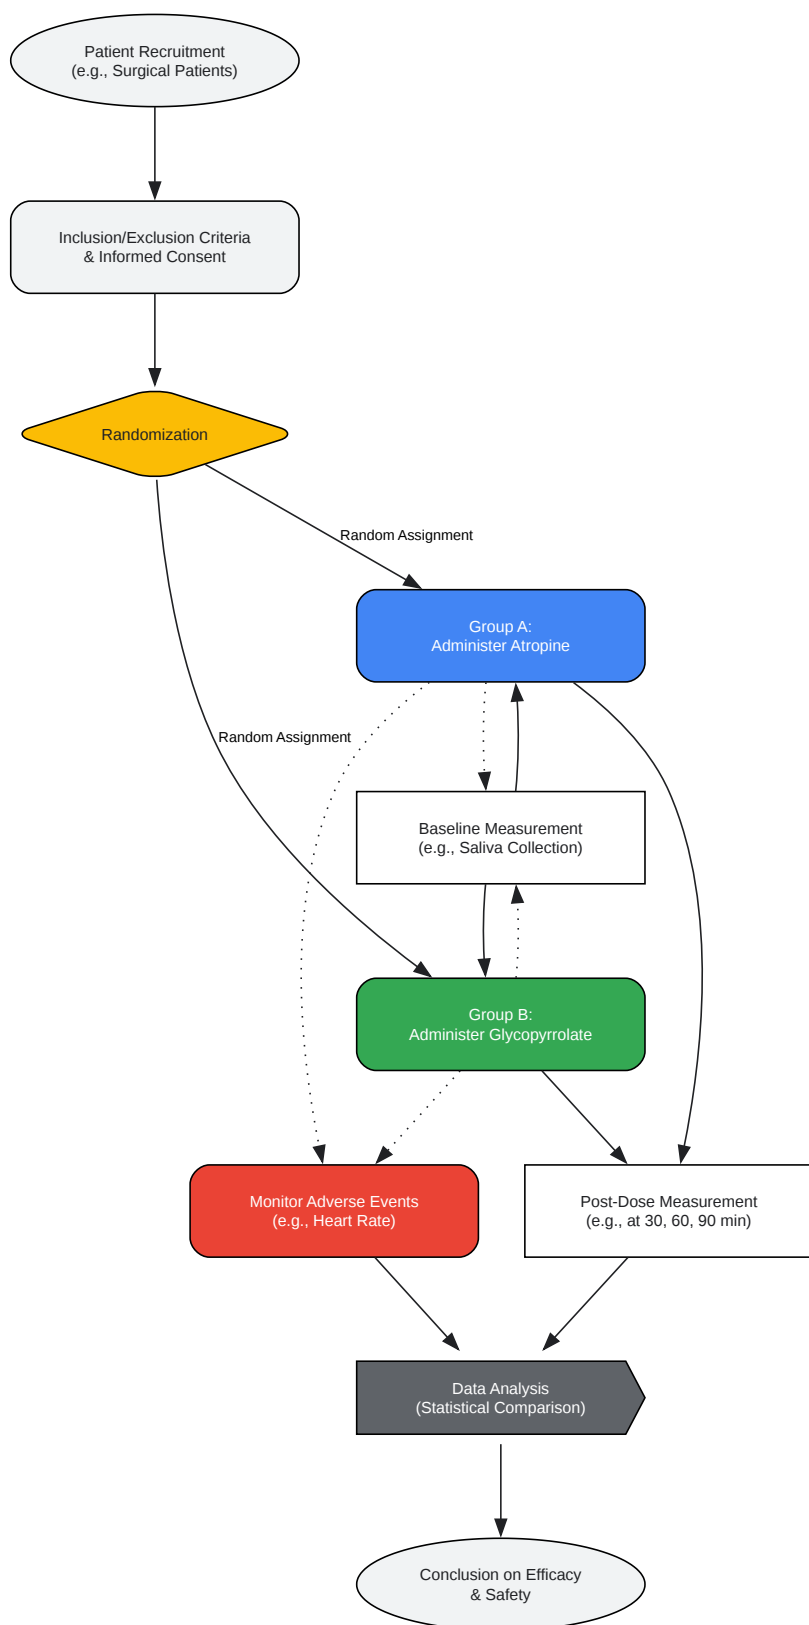 Patient Recruitment
(e.g., Surgical Patients)
Inclusion/Exclusion Criteria
& Informed Consent
Randomization
Random Assignment
Group A:
Administer Atropine
Random Assignment
Baseline Measurement
(e.g., Saliva Collection)
Group B:
Administer Glycopyrrolate
Monitor Adverse Events
(e.g., Heart Rate)
Post-Dose Measurement
(e.g., at 30, 60, 90 min)
Data Analysis
(Statistical Comparison)
Conclusion on Efficacy
& Safety